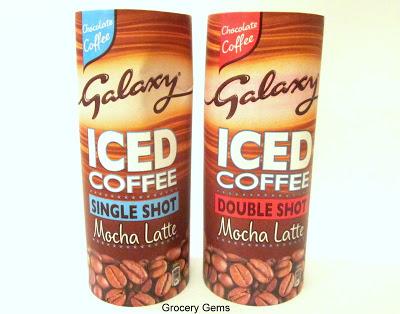 Chocolate
Coffee
Galaxy
ICED
COFFEE
SINGLE SHOT
Mocha Latte
Chocolate
Coffee
Galaxy
ICED
COFFEE
DOUBLE SHOT
Mocha Latte
Grocery Gems